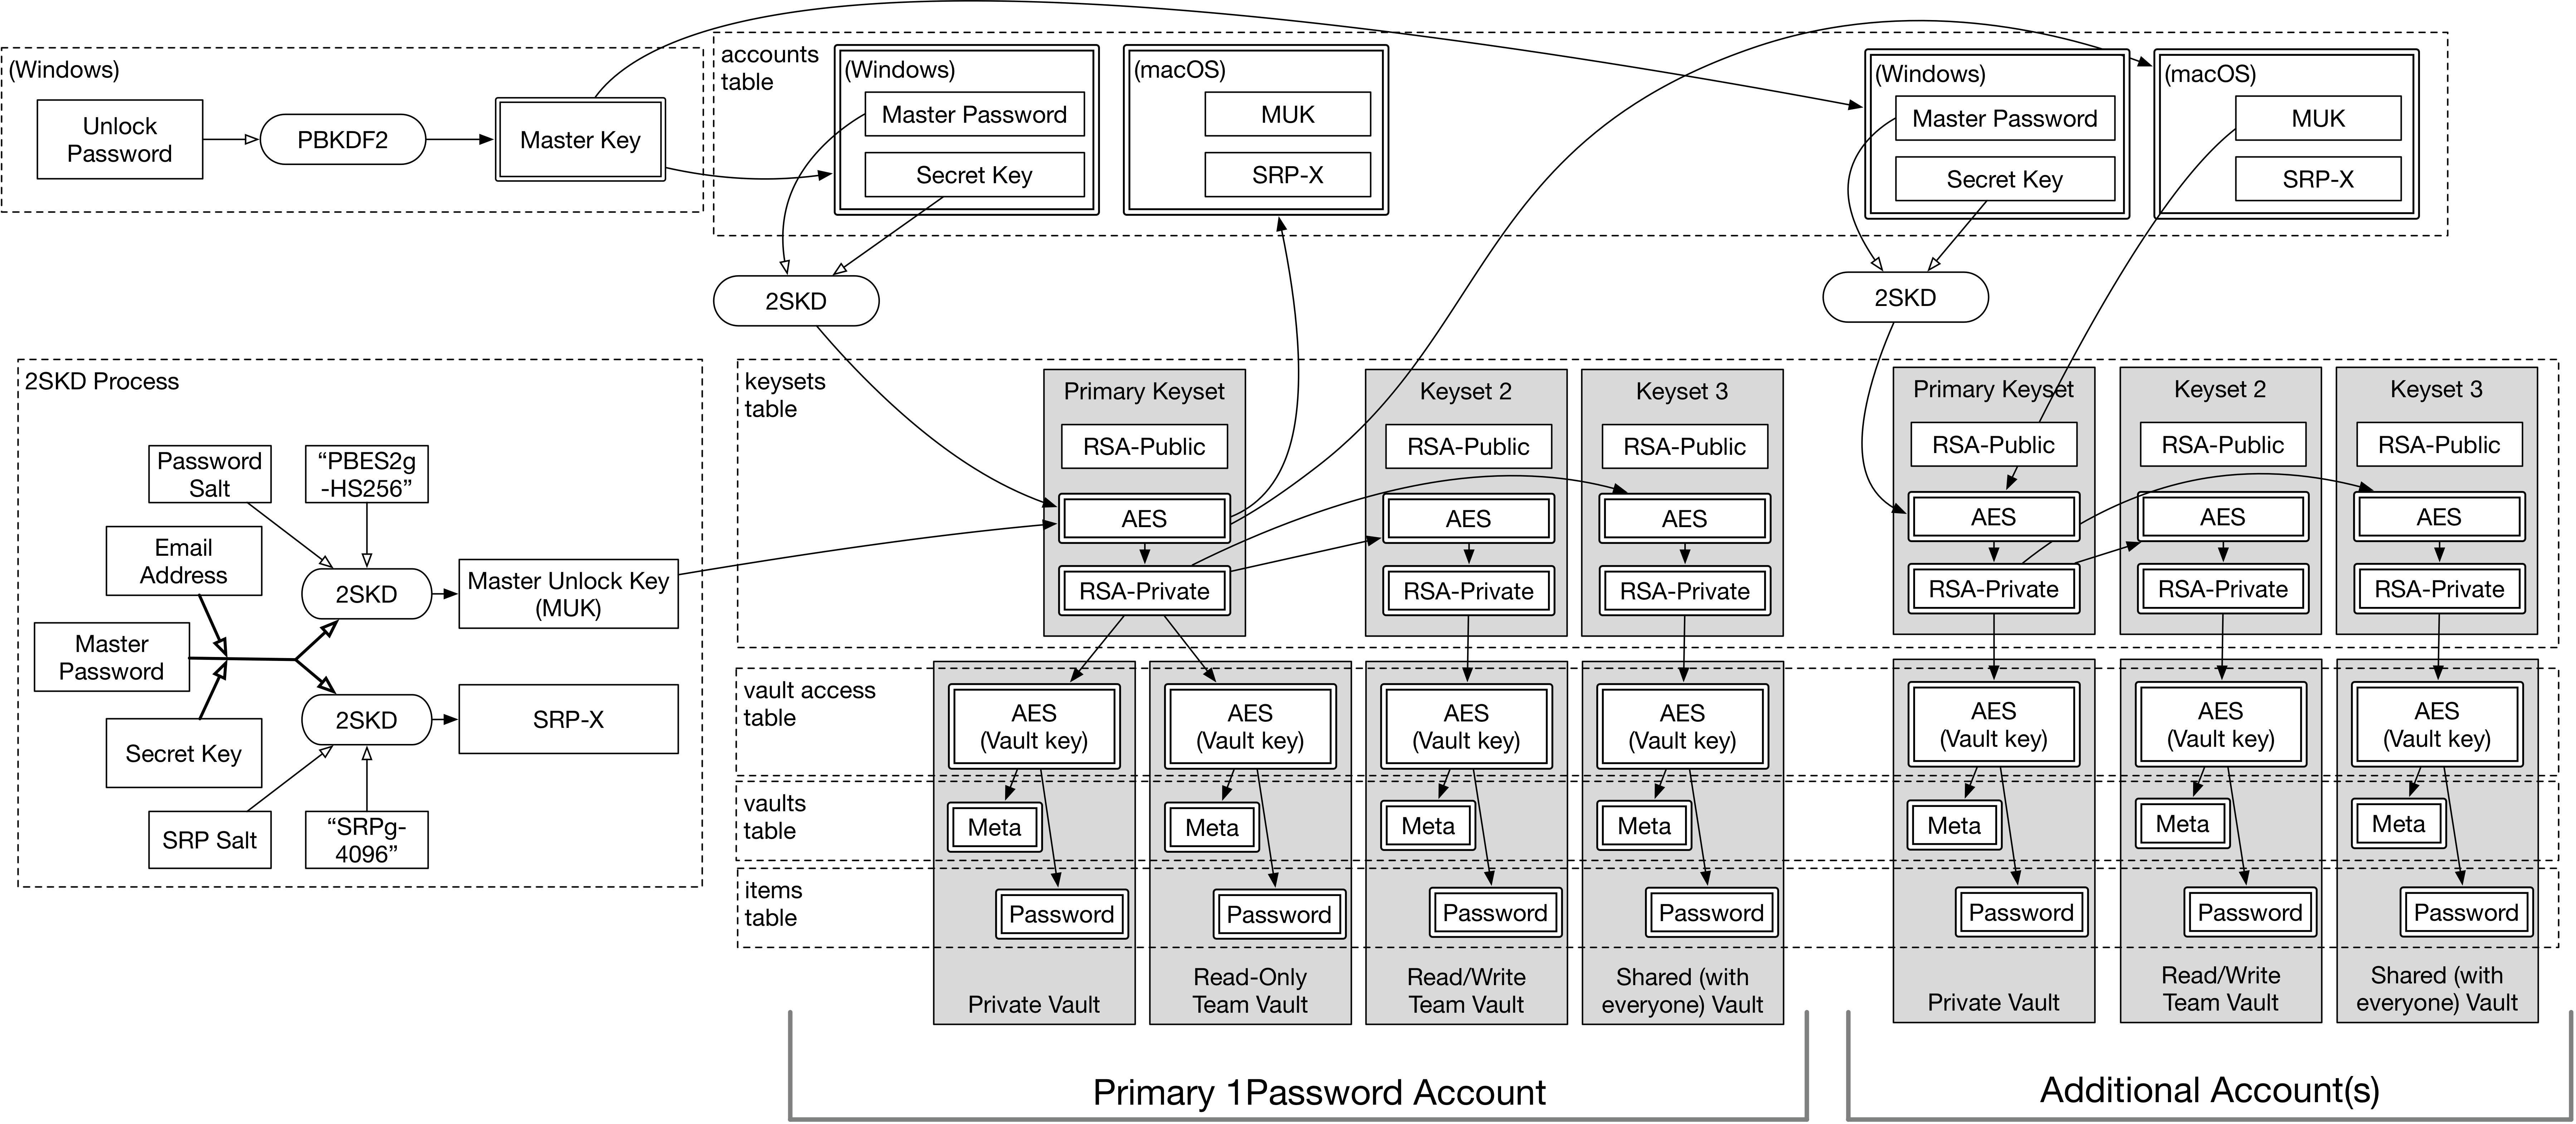 (Windows)
Unlock
Password
PBKDF2
Master Key
accounts
table
(Windows)
Master Password
Secret Key
(macOS)
MUK
SRP-X
(Windows)
Master Password
Secret Key
(macOS)
MUK
SRP-X
2SKD
2SKD
2SKD Process
Password
Salt
“PBES2g
-HS256”
Email
Address
2SKD
Master Unlock Key
(MUK)
Master
Password
Secret Key
2SKD
SRP-X
SRP Salt
“SRPg-
4096”
keysets
table
Primary Keyset
RSA-Public
AES
RSA-Private
Keyset 2
RSA-Public
AES
RSA-Private
Keyset 3
RSA-Public
AES
RSA-Private
Primary Keyset
RSA-Public
AES
RSA-Private
Keyset 2
RSA-Public
AES
RSA-Private
Keyset 3
RSA-Public
AES
RSA-Private
vault access
table
AES
(Vault key)
AES
(Vault key)
AES
(Vault key)
AES
(Vault key)
AES
(Vault key)
AES
(Vault key)
AES
(Vault key)
vaults
table
Meta
Meta
Meta
Meta
Meta
Meta
Meta
items
table
Password
Password
Password
Password
Password
Password
Password
Private Vault
Read-Only
Team Vault
Read/Write
Team Vault
Shared (with
everyone) Vault
Private Vault
Read/Write
Team Vault
Shared (with
everyone) Vault
Primary 1Password Account
Additional Account(s)